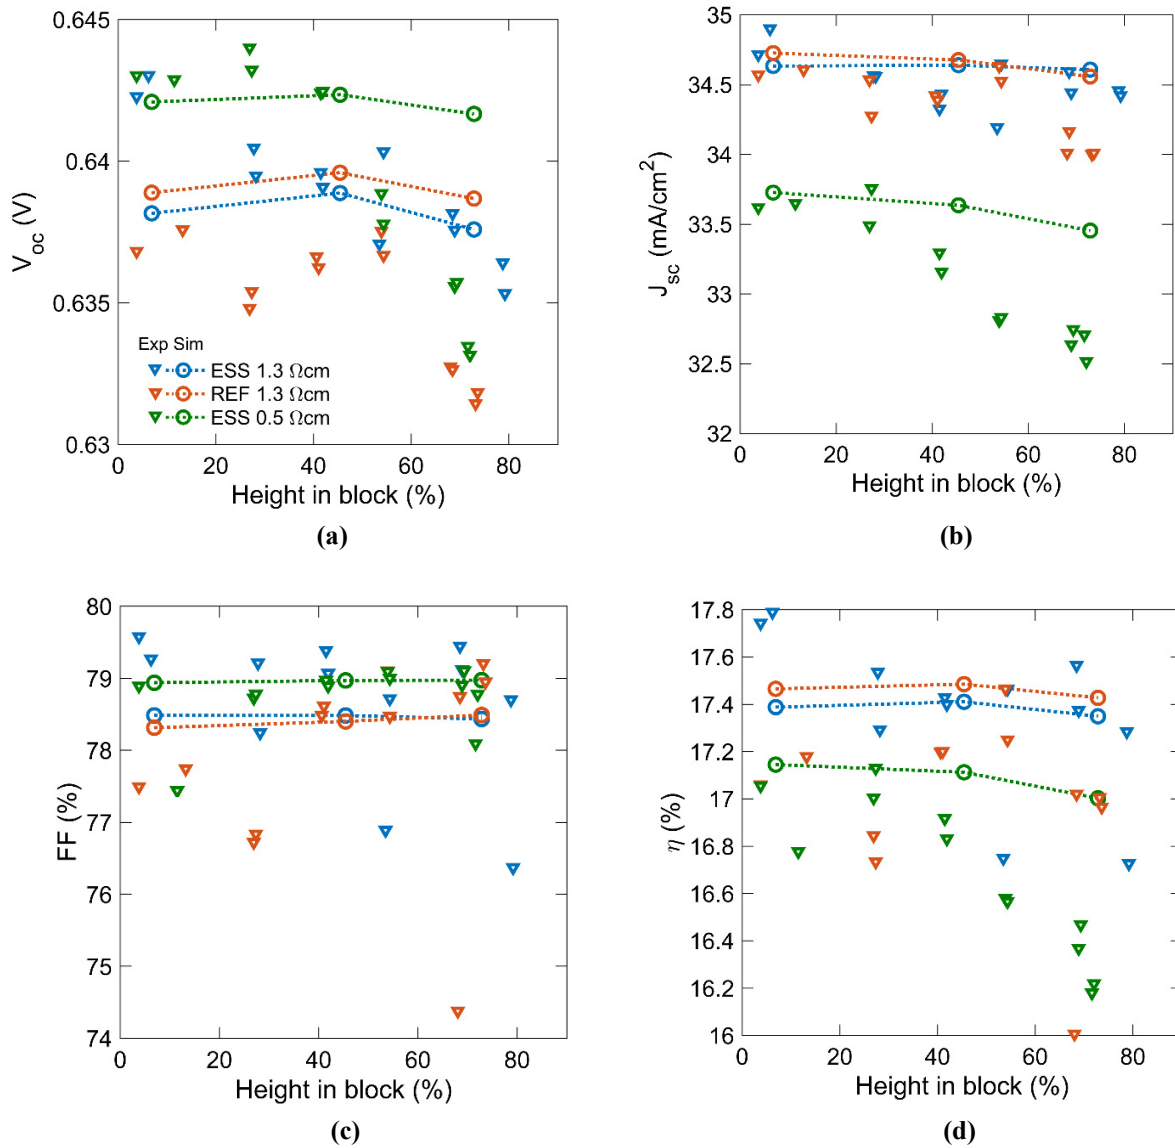 0.645
0.64
0.635
0.63
V_oc (V)
Exp Sim
ESS 1.3 Ωcm
REF 1.3 Ωcm
ESS 0.5 Ωcm
0 20 40 60 80
Height in block (%)
(a)
35
34.5
34
33.5
33
32.5
32
J_sc (mA/cm²)
0 20 40 60 80
Height in block (%)
(b)
80
79
78
77
76
75
74
FF (%)
0 20 40 60 80
Height in block (%)
(c)
17.8
17.6
17.4
17.2
17
16.8
16.6
16.4
16.2
16
η (%)
0 20 40 60 80
Height in block (%)
(d)